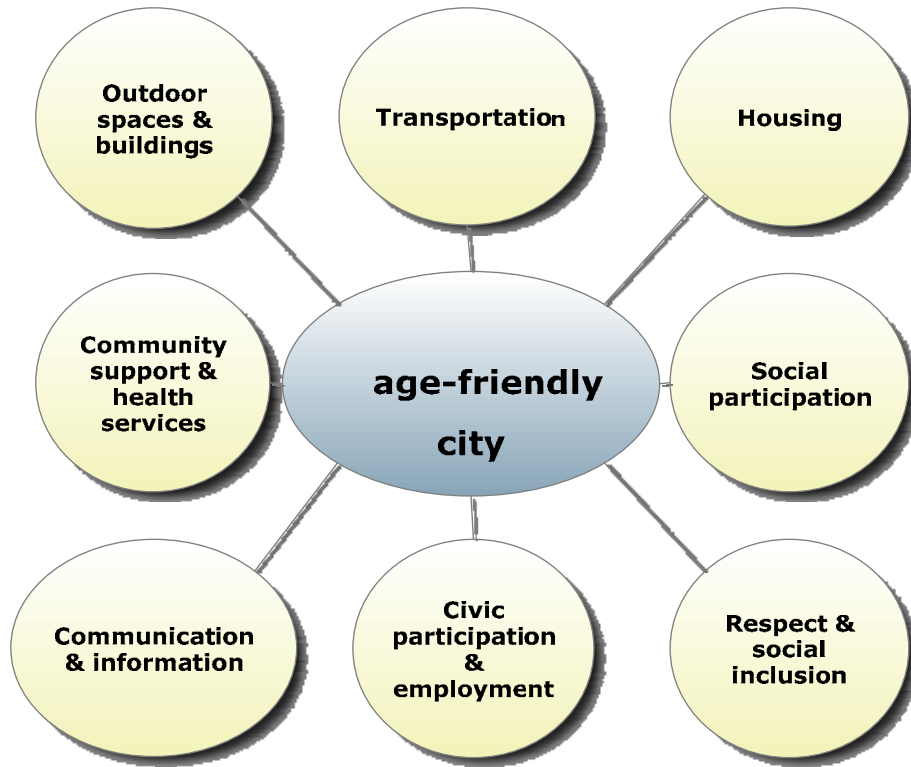 Outdoor
spaces &
buildings
Transportation
Housing
Community
support &
health
services
age-friendly
city
Social
participation
Communication
& information
Civic
participation
&
employment
Respect &
social
inclusion